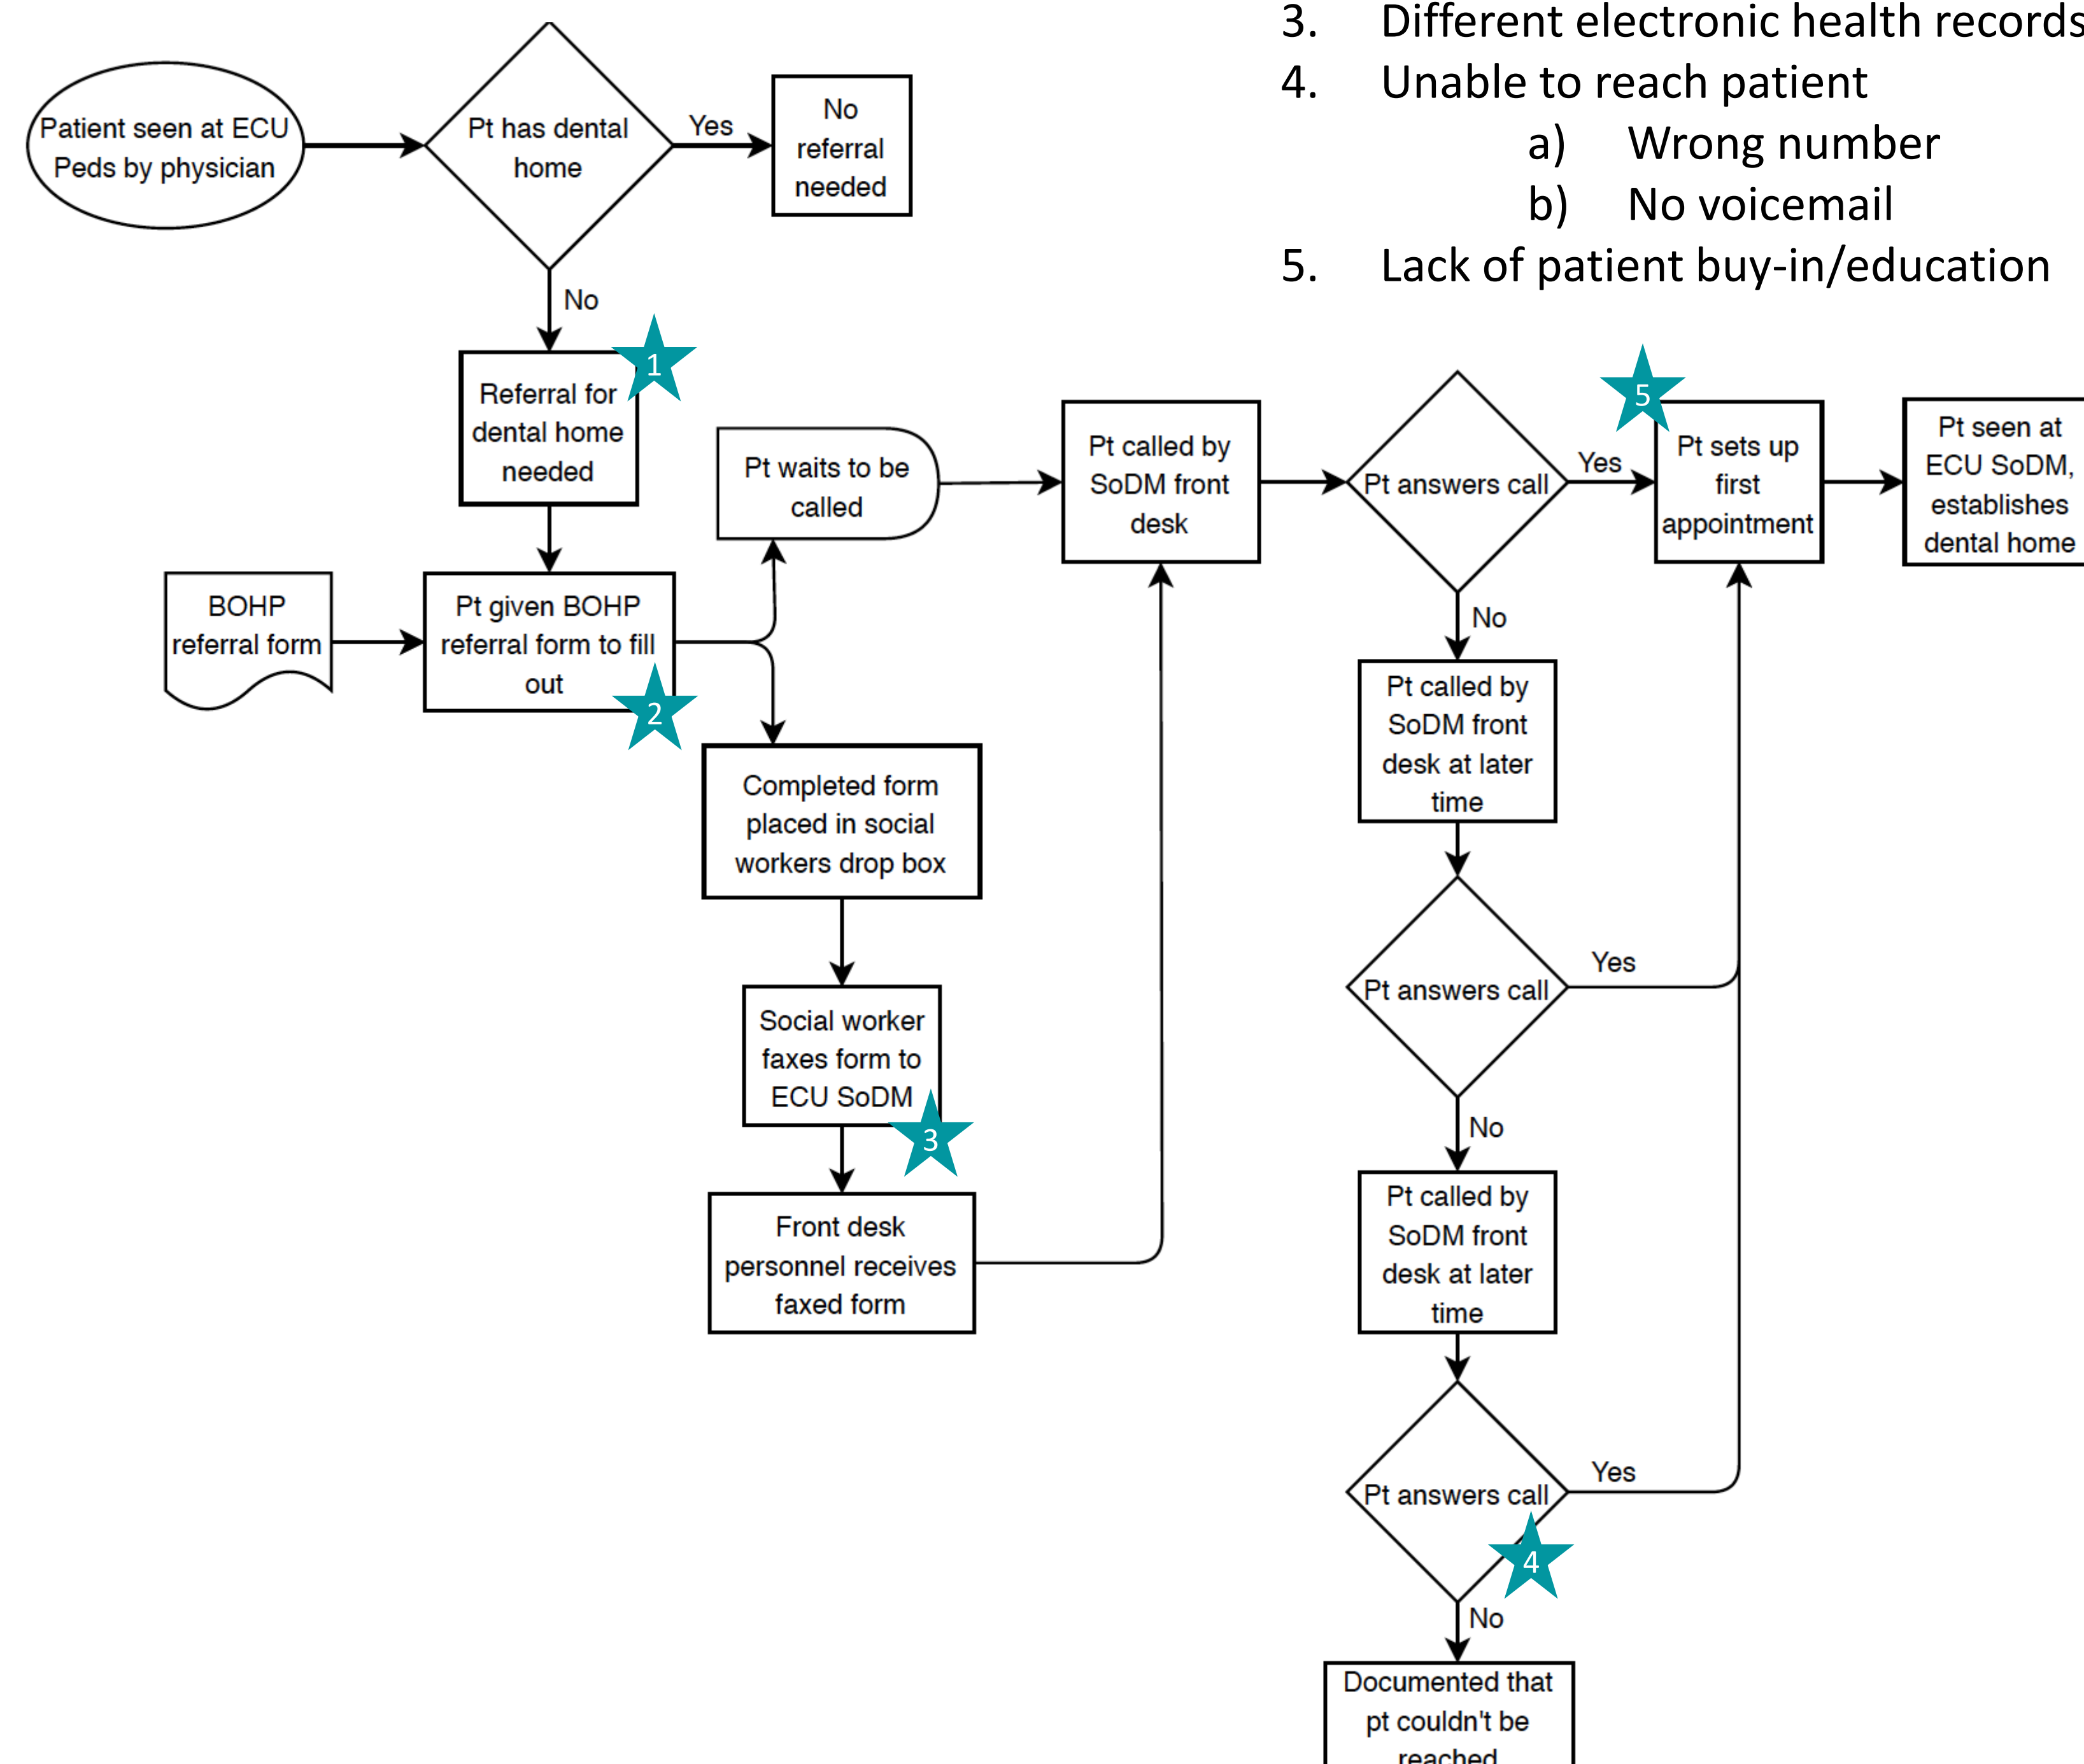 3. Different electronic health records
4. Unable to reach patient
a) Wrong number
b) No voicemail
5. Lack of patient buy-in/education
Patient seen at ECU
Peds by physician
Pt has dental
home
Yes
No
referral
needed
No
1
Referral for
dental home
needed
BOHP
referral form
Pt given BOHP
referral form to fill
out
2
Pt waits to be
called
Completed form
placed in social
workers drop box
Social worker
faxes form to
ECU SoDM
3
Front desk
personnel receives
faxed form
Pt called by
SoDM front
desk
Pt answers call
Yes
5
Pt sets up
first
appointment
Pt seen at
ECU SoDM,
establishes
dental home
No
Pt called by
SoDM front
desk at later
time
Pt answers call
Yes
No
Pt called by
SoDM front
desk at later
time
Pt answers call
Yes
4
No
Documented that
pt couldn't be
reached